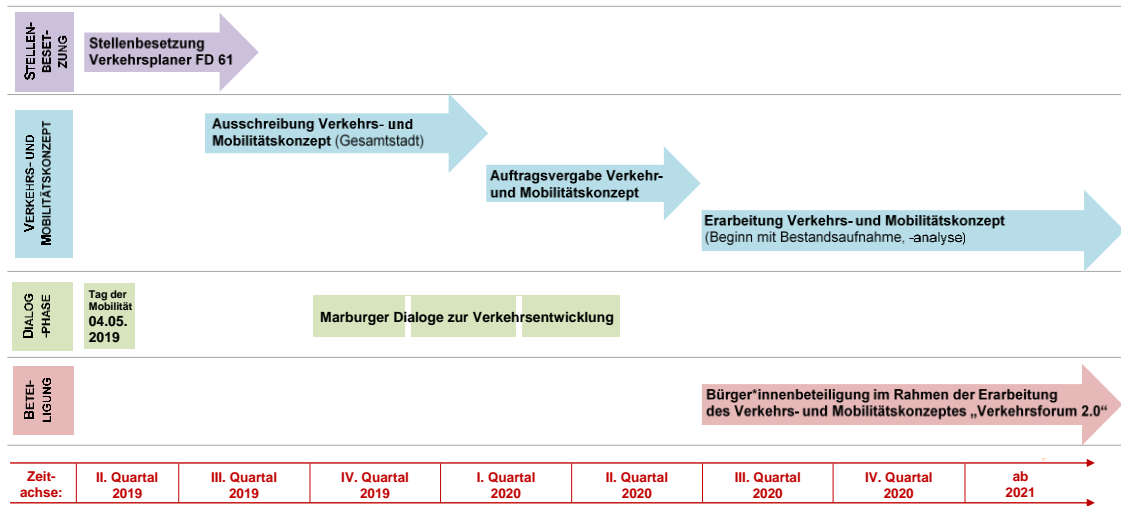 STELLEN-
BESET-
ZUNG
Stellenbesetzung
Verkehrsplaner FD 61
VERKEHRS- UND
MOBILITÄTSKONZEPT
Ausschreibung Verkehrs- und
Mobilitätskonzept (Gesamtstadt)
Auftragsvergabe Verkehr-
und Mobilitätskonzept
Erarbeitung Verkehrs- und Mobilitätskonzept
(Beginn mit Bestandsaufnahme, -analyse)
DIALOG
-PHASE
Tag der
Mobilität
04.05.
2019
Marburger Dialoge zur Verkehrsentwicklung
BETEI-
LIGUNG
Bürger*innenbeteiligung im Rahmen der Erarbeitung
des Verkehrs- und Mobilitätskonzeptes „Verkehrsforum 2.0“
Zeit-
achse:
II. Quartal
2019
III. Quartal
2019
IV. Quartal
2019
I. Quartal
2020
II. Quartal
2020
III. Quartal
2020
IV. Quartal
2020
ab
2021